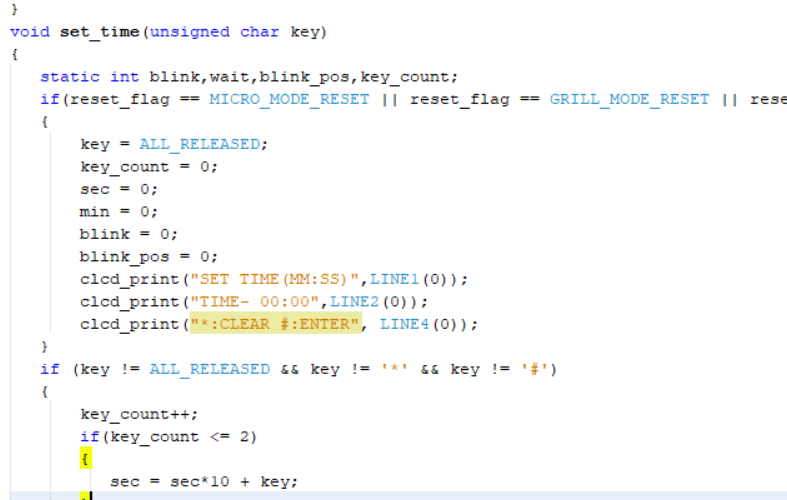 }
void set_time(unsigned char key)
{
static int blink,wait,blink_pos,key_count;
if(reset_flag == MICRO_MODE_RESET || reset_flag == GRILL_MODE_RESET || rese
{
key = ALL_RELEASED;
key_count = 0;
sec = 0;
min = 0;
blink = 0;
blink_pos = 0;
clcd_print("SET TIME(MM:SS)",LINE1(0));
clcd_print("TIME- 00:00",LINE2(0));
clcd_print("*:CLEAR #:ENTER", LINE4(0));
}
if (key != ALL_RELEASED && key != '*' && key != '#')
{
key_count++;
if(key_count <= 2)
{
sec = sec*10 + key;